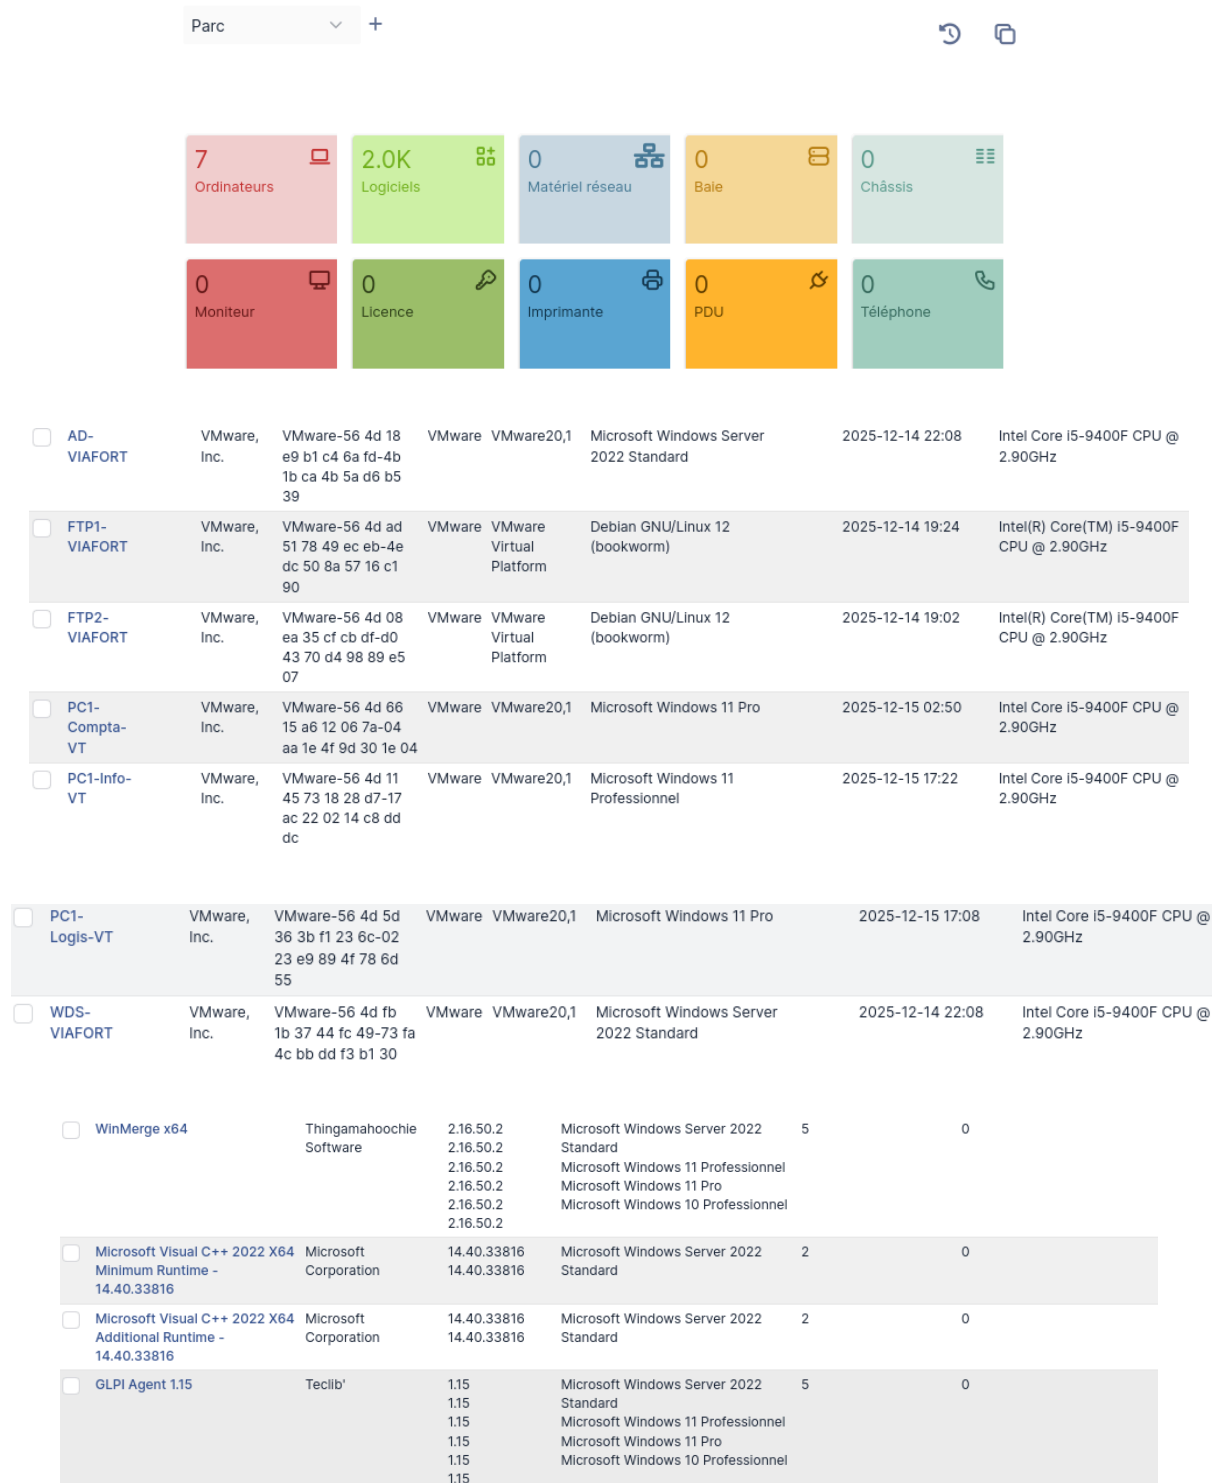 Parc
7
Ordinateurs
2.0K
Logiciels
0
Matériel réseau
0
Baie
0
Châssis
0
Moniteur
0
Licence
0
Imprimante
0
PDU
0
Téléphone
AD- VMware, VMware-56 4d 18 VMware VMware20,1 Microsoft Windows Server 2025-12-14 22:08 Intel Core i5-9400F CPU @
VIAFORT Inc. e9 b1 c4 6a fd-4b 2022 Standard 2.90GHz
1b ca 4b 5a d6 b5
39
FTP1- VMware, VMware-56 4d ad VMware VMware Debian GNU/Linux 12 2025-12-14 19:24 Intel(R) Core(TM) i5-9400F
VIAFORT Inc. 51 78 49 ec eb-4e Virtual (bookworm) CPU @ 2.90GHz
dc 50 8a 57 16 c1 Platform
90
FTP2- VMware, VMware-56 4d 08 VMware VMware Debian GNU/Linux 12 2025-12-14 19:02 Intel(R) Core(TM) i5-9400F
VIAFORT Inc. ea 35 cf cb df-d0 Virtual (bookworm) CPU @ 2.90GHz
43 70 d4 98 89 e5 Platform
07
PC1- VMware, VMware-56 4d 66 VMware VMware20,1 Microsoft Windows 11 Pro 2025-12-15 02:50 Intel Core i5-9400F CPU @
Compta- Inc. 15 a6 12 06 7a-04 2.90GHz
VT aa 1e 4f 9d 30 1e 04
PC1-Info- VMware, VMware-56 4d 11 VMware VMware20,1 Microsoft Windows 11 2025-12-15 17:22 Intel Core i5-9400F CPU @
VT Inc. 45 73 18 28 d7-17 Professionnel 2.90GHz
ac 22 02 14 c8 dd
dc
PC1- VMware, VMware-56 4d 5d VMware VMware20,1 Microsoft Windows 11 Pro 2025-12-15 17:08 Intel Core i5-9400F CPU @
Logis-VT Inc. 36 3b f1 23 6c-02 2.90GHz
23 e9 89 4f 78 6d
55
WDS- VMware, VMware-56 4d fb VMware VMware20,1 Microsoft Windows Server 2025-12-14 22:08 Intel Core i5-9400F CPU @
VIAFORT Inc. 1b 37 44 fc 49-73 fa 2022 Standard 2.90GHz
4c bb dd f3 b1 30
WinMerge x64 Thingamahoochie 2.16.50.2 Microsoft Windows Server 2022 5 0
Software 2.16.50.2 Standard
2.16.50.2 Microsoft Windows 11 Professionnel
2.16.50.2 Microsoft Windows 11 Pro
2.16.50.2 Microsoft Windows 10 Professionnel
2.16.50.2
Microsoft Visual C++ 2022 X64 Microsoft 14.40.33816 Microsoft Windows Server 2022 2 0
Minimum Runtime - Corporation 14.40.33816 Standard
14.40.33816
Microsoft Visual C++ 2022 X64 Microsoft 14.40.33816 Microsoft Windows Server 2022 2 0
Additional Runtime - Corporation 14.40.33816 Standard
14.40.33816
GLPI Agent 1.15 Teclib' 1.15 Microsoft Windows Server 2022 5 0
1.15 Standard
1.15 Microsoft Windows 11 Professionnel
1.15 Microsoft Windows 11 Pro
1.15 Microsoft Windows 10 Professionnel
1.15